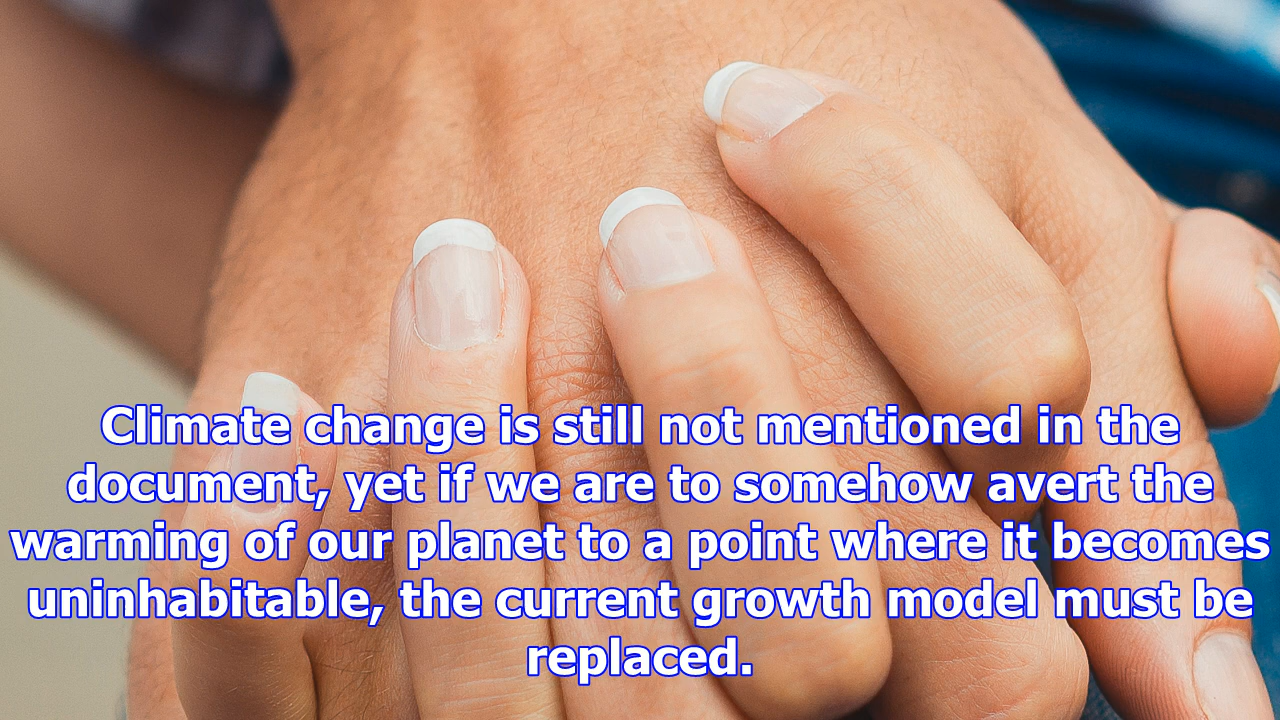 Climate change is still not mentioned in the
document, yet if we are to somehow avert the
warming of our planet to a point where it becomes
uninhabitable, the current growth model must be
replaced.